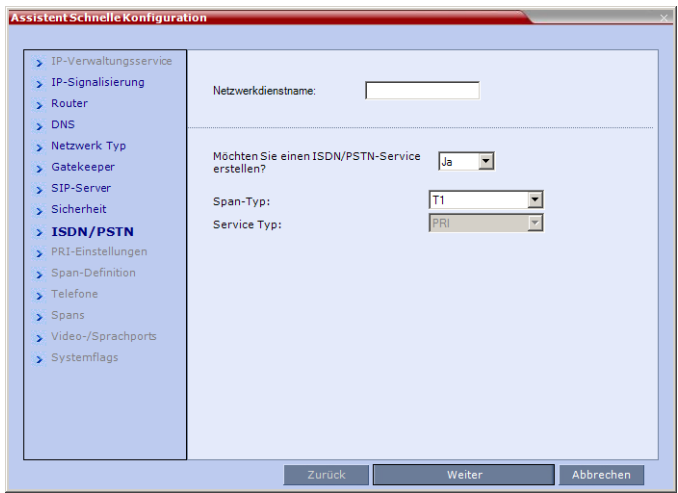 Assistent Schnelle Konfiguration
IP-Verwaltungsservice
IP-Signalisierung
Router
DNS
Netzwerk Typ
Gatekeeper
SIP-Server
Sicherheit
ISDN/PSTN
PRI-Einstellungen
Span-Definition
Telefone
Spans
Video-/Sprachports
Systemflags
Netzwerkdienstname:
Möchten Sie einen ISDN/PSTN-Service
erstellen?
Ja
Span-Typ:
T1
Service Typ:
PRI
Zurück
Weiter
Abbrechen